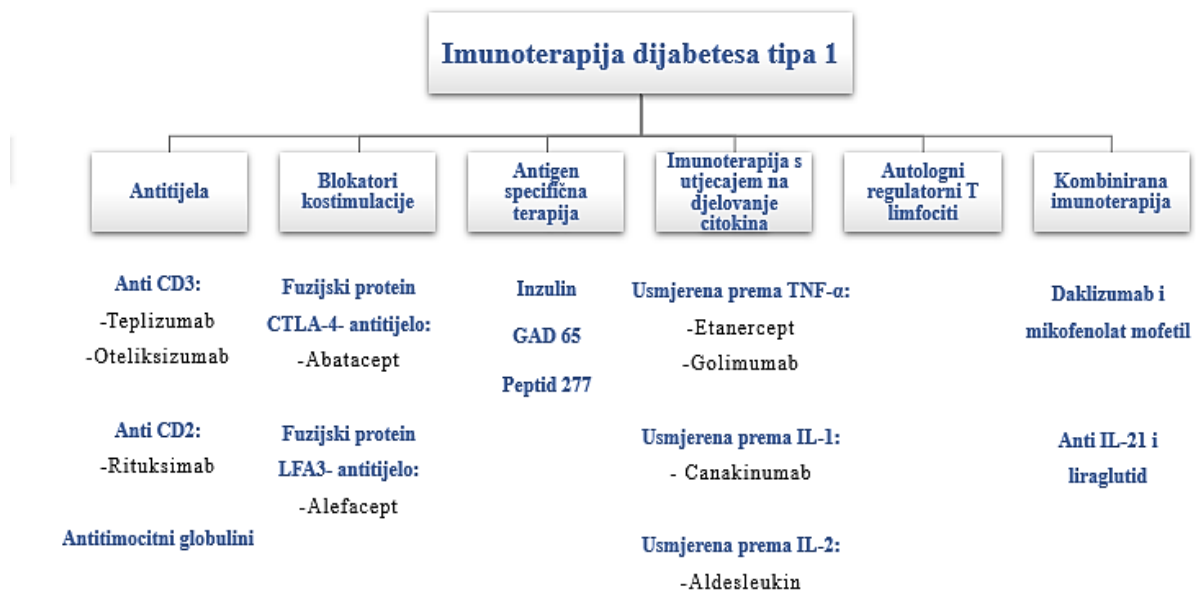 Imunoterapija dijabetesa tipa 1
Antitijela
Blokatori
kostimulacije
Antigen
specifična
terapija
Imunoterapija s
utjecajem na
djelovanje
citokina
Autologni
regulatorni T
limfociti
Kombinirana
imunoterapija
Anti CD3:
-Teplizumab
-Oteliksizumab
Anti CD2:
-Rituksimab
Antitimocitni globulini
Fuzijski protein
CTLA-4- antitijelo:
-Abatacept
Fuzijski protein
LFA3- antitijelo:
-Alefacept
Inzulin
GAD 65
Peptid 277
Usmjerena prema TNF-α:
-Etanercept
-Golimumab
Usmjerena prema IL-1:
- Canakinumab
Usmjerena prema IL-2:
-Aldesleukin
Daklizumab i
mikofenolat mofetil
Anti IL-21 i
liraglutid